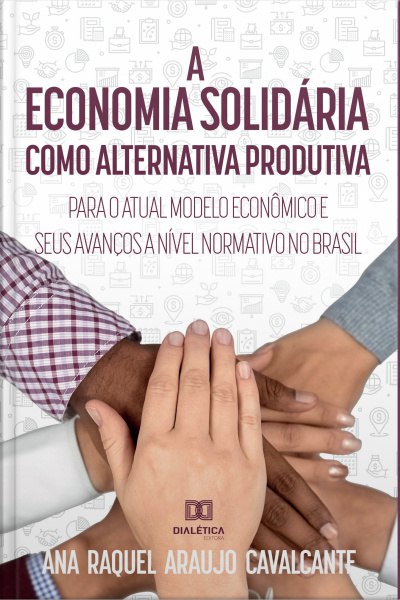 A
ECONOMIA SOLIDÁRIA
COMO ALTERNATIVA PRODUTIVA
PARA O ATUAL MODELO ECONÔMICO E
SEUS AVANÇOS A NÍVEL NORMATIVO NO BRASIL
DIALÉTICA
EDITORA
ANA RAQUEL ARAUJO CAVALCANTE